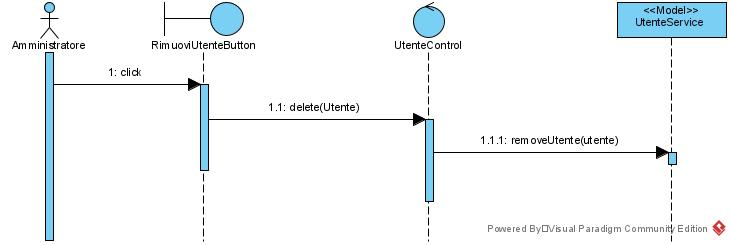 <<Model>>
UtenteService
Amministratore
RimuoviUtenteButton
UtenteControl
1: click
1.1: delete(Utente)
1.1.1: removeUtente(utente)
Powered By□Visual Paradigm Community Edition